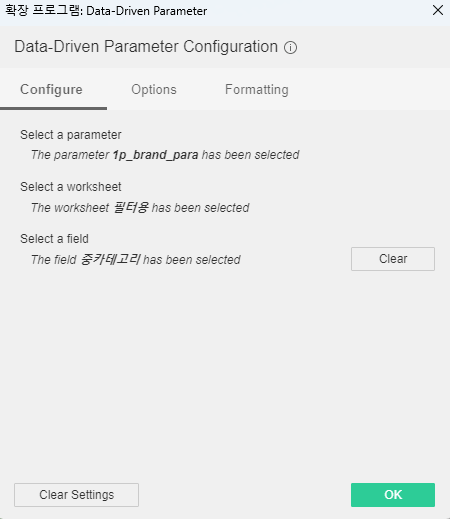 확장 프로그램: Data-Driven Parameter
Data-Driven Parameter Configuration
Configure Options Formatting
Select a parameter
The parameter 1p_brand_para has been selected
Select a worksheet
The worksheet 필터용 has been selected
Select a field
The field 중카테고리 has been selected
Clear
Clear Settings OK